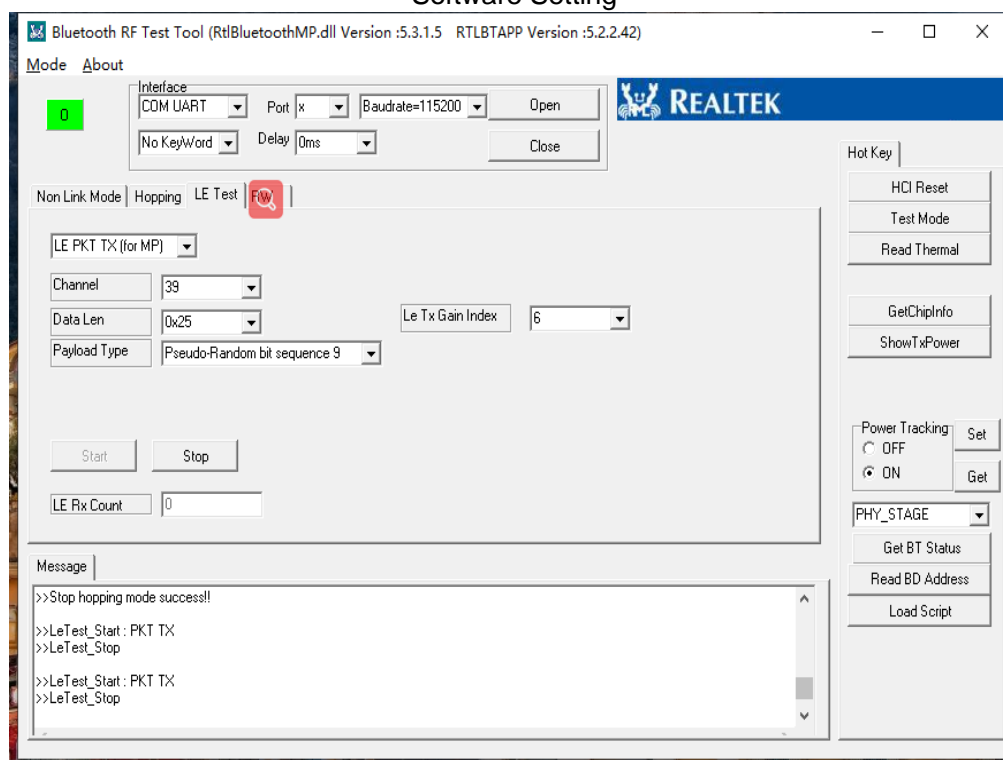 Software Setting
Bluetooth RF Test Tool (RtlBluetoothMP.dll Version :5.3.1.5 RTLBTAPP Version :5.2.2.42)
Mode About
0
Interface
COM UART Port x Baudrate=115200 Open
No KeyWord Delay 0ms Close
REALTEK
Hot Key
HCI Reset
Test Mode
Read Thermal
GetChipInfo
ShowTxPower
Power Tracking
OFF
ON
Set
Get
PHY_STAGE
Get BT Status
Read BD Address
Load Script
Non Link Mode Hopping LE Test
LE PKT TX (for MP)
Channel 39
Data Len 0x25 Le Tx Gain Index 6
Payload Type Pseudo-Random bit sequence 9
Start Stop
LE Rx Count 0
Message
>>Stop hopping mode success!!
>>LeTest_Start : PKT TX
>>LeTest_Stop
>>LeTest_Start : PKT TX
>>LeTest_Stop